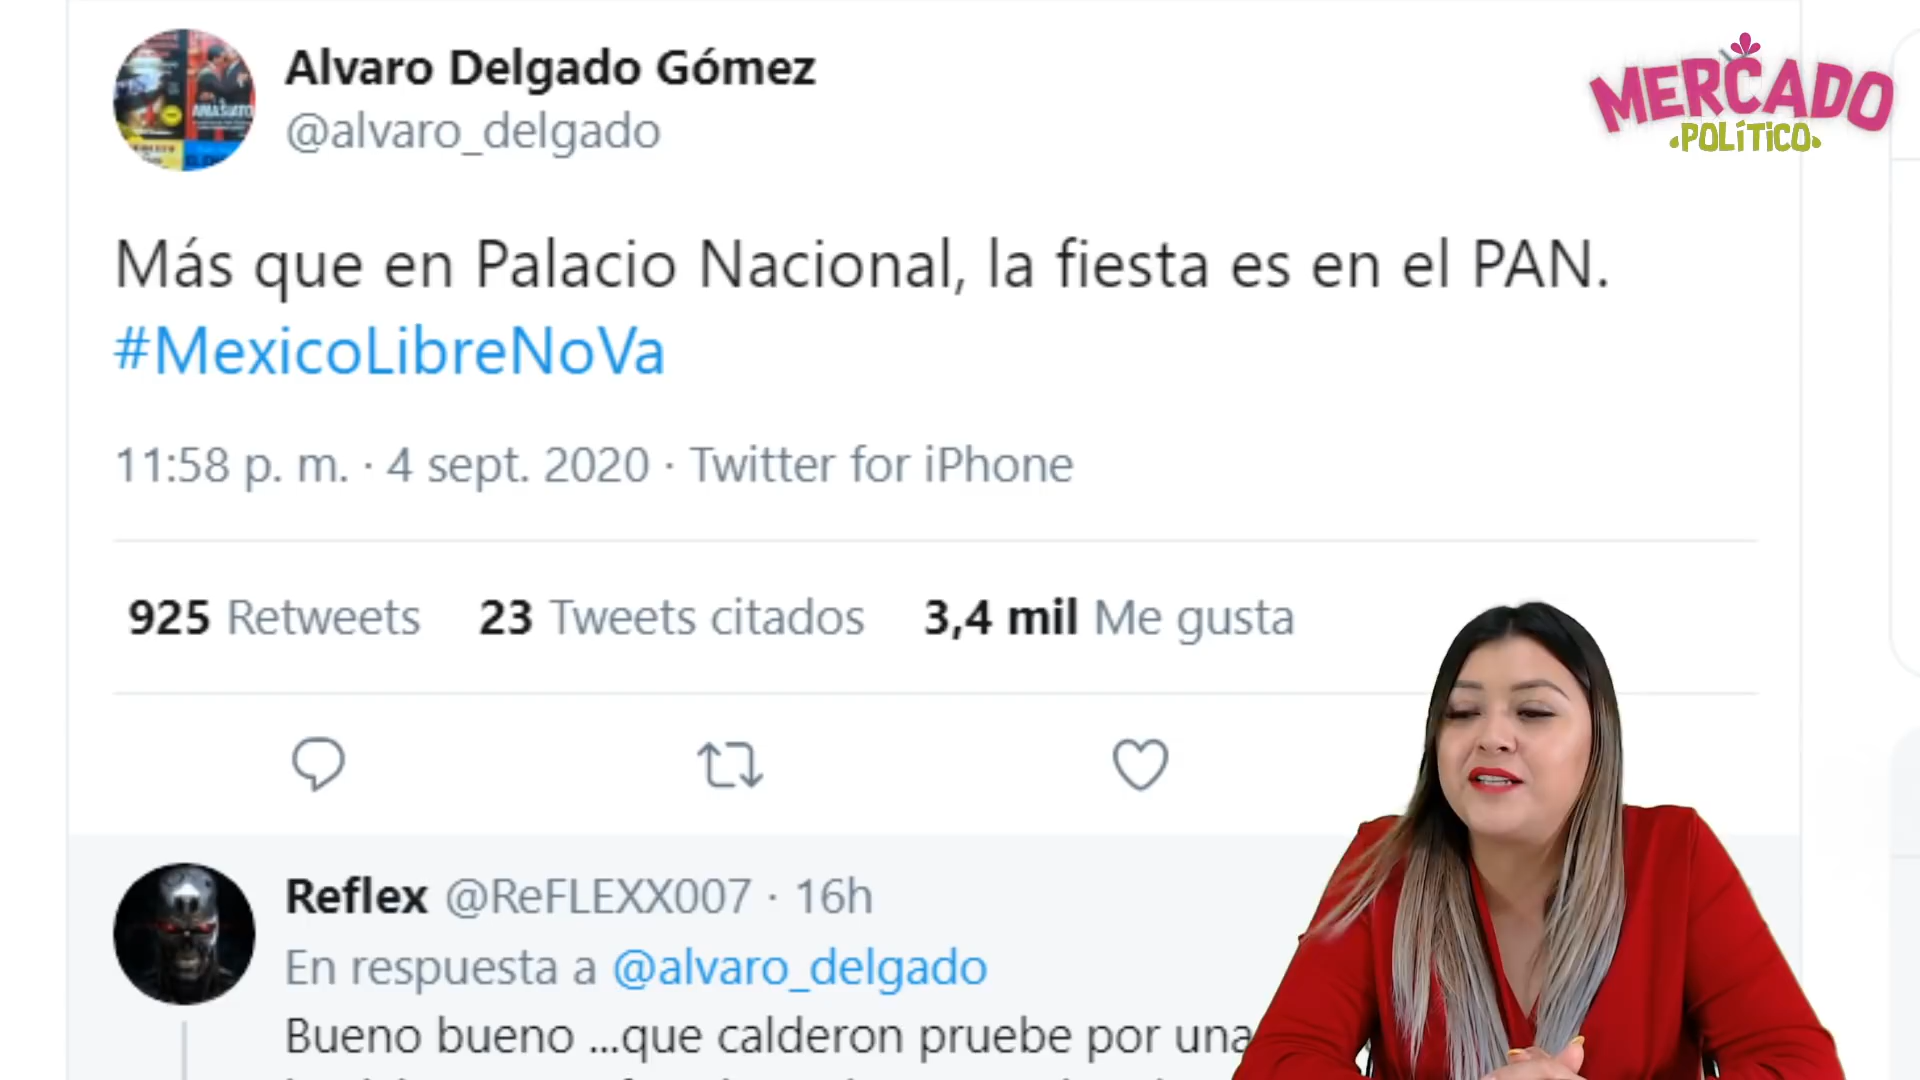 Alvaro Delgado Gómez
@alvaro_delgado
MERCADO
POLíTICO
Más que en Palacio Nacional, la fiesta es en el PAN.
#MexicoLibreNoVa
11:58 p. m. · 4 sept. 2020 · Twitter for iPhone
925 Retweets 23 Tweets citados 3,4 mil Me gusta
Reflex @ReFLEXX007 · 16h
En respuesta a @alvaro_delgado
Bueno bueno ...que calderon pruebe por una